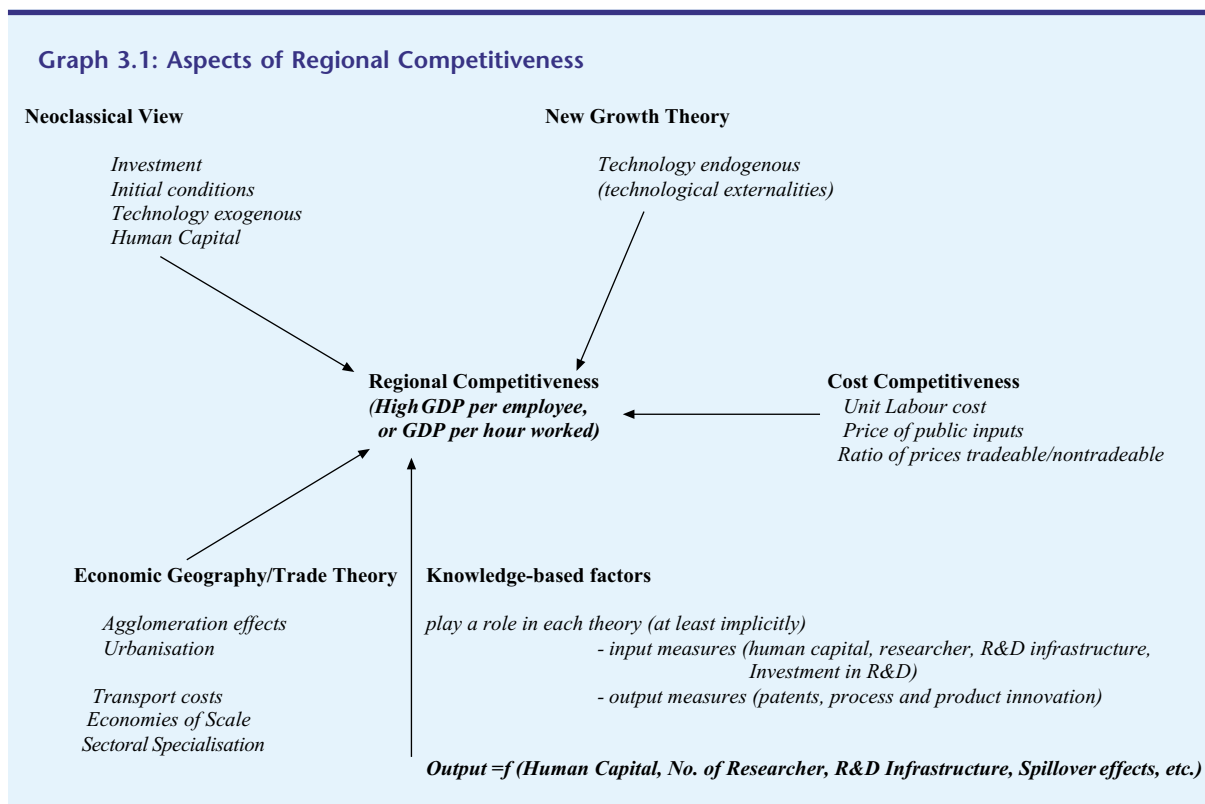 Graph 3.1: Aspects of Regional Competitiveness
Neoclassical View
Investment
Initial conditions
Technology exogenous
Human Capital
New Growth Theory
Technology endogenous
(technological externalities)
Regional Competitiveness
(High GDP per employee,
or GDP per hour worked)
Cost Competitiveness
Unit Labour cost
Price of public inputs
Ratio of prices tradeable/nontradeable
Economic Geography/Trade Theory
Agglomeration effects
Urbanisation
Transport costs
Economies of Scale
Sectoral Specialisation
Knowledge-based factors
play a role in each theory (at least implicitly)
- input measures (human capital, researcher, R&D infrastructure,
Investment in R&D)
- output measures (patents, process and product innovation)
Output =f (Human Capital, No. of Researcher, R&D Infrastructure, Spillover effects, etc.)